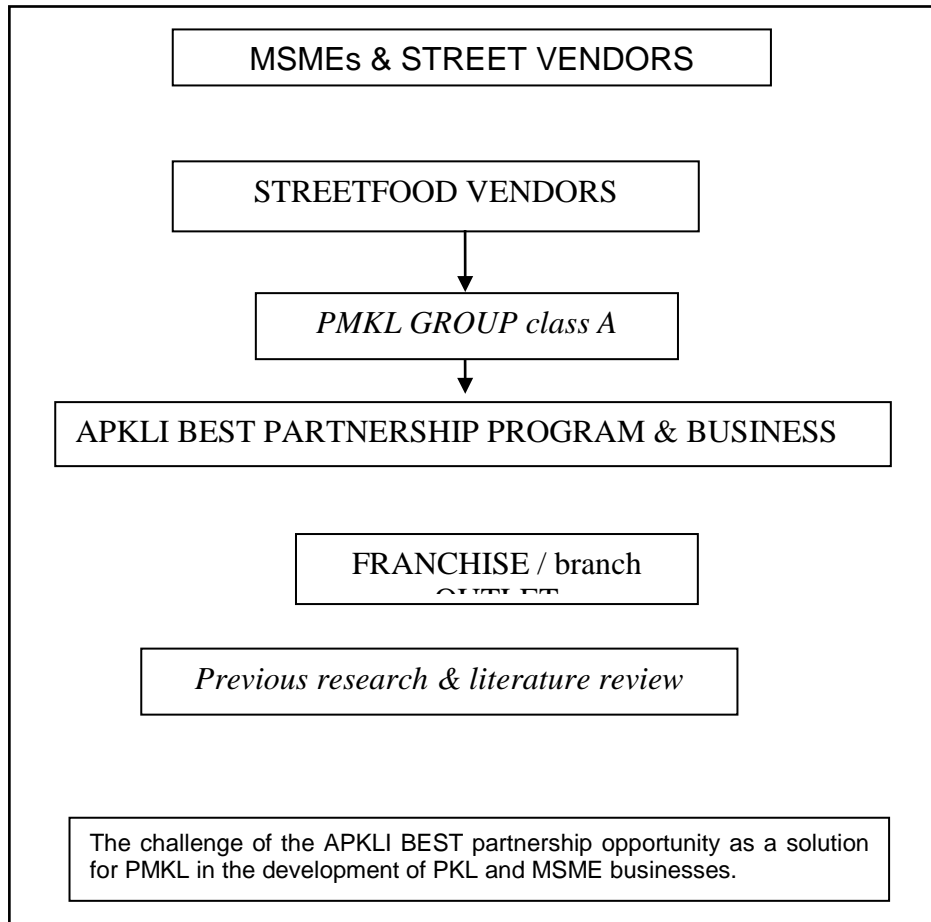 MSMEs & STREET VENDORS
STREETFOOD VENDORS
PMKL GROUP class A
APKLI BEST PARTNERSHIP PROGRAM & BUSINESS
FRANCHISE / branch
OUTLET
Previous research & literature review
The challenge of the APKLI BEST partnership opportunity as a solution
for PMKL in the development of PKL and MSME businesses.